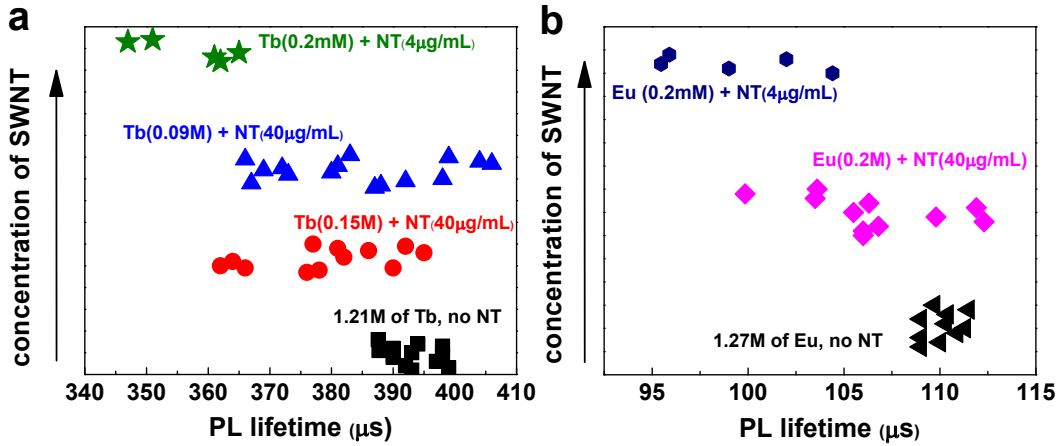 a
Tb(0.2mM) + NT(4μg/mL)
Tb(0.09M) + NT(40μg/mL)
Tb(0.15M) + NT(40μg/mL)
1.21M of Tb, no NT
concentration of SWNT
340 350 360 370 380 390 400 410
PL lifetime (μs)
b
Eu (0.2mM) + NT(4μg/mL)
Eu(0.2M) + NT(40μg/mL)
1.27M of Eu, no NT
concentration of SWNT
95 100 105 110 115
PL lifetime (μs)